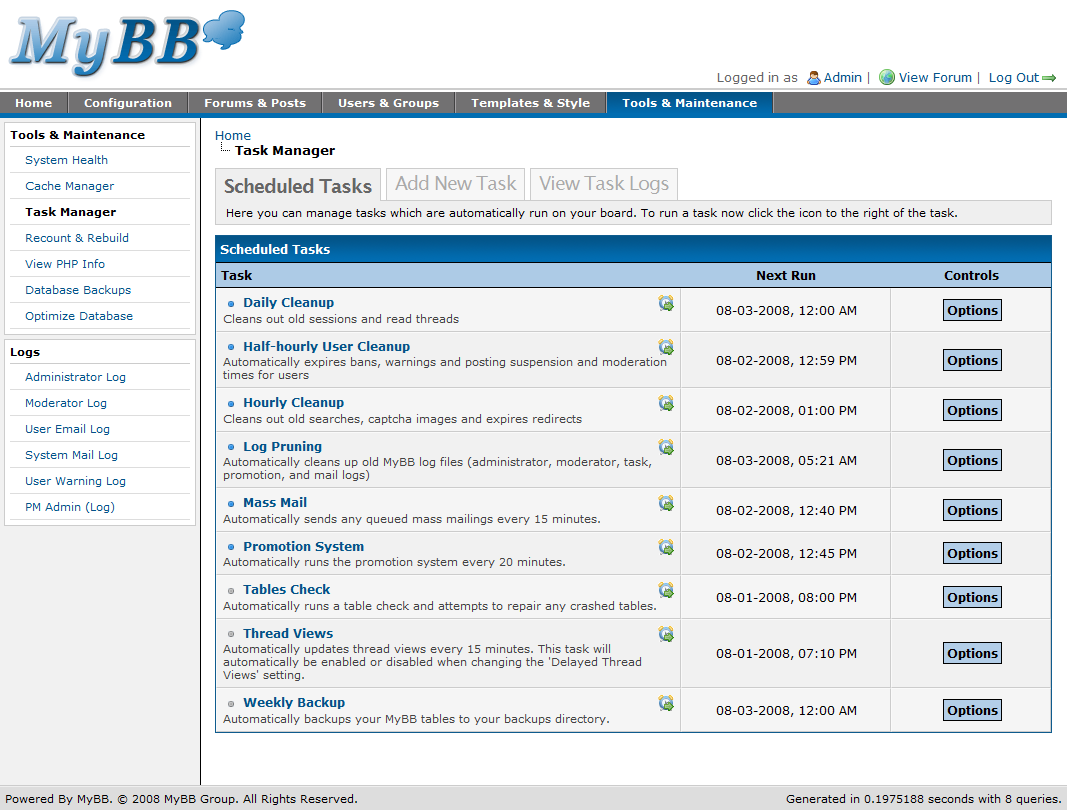 MyBB
Logged in as Admin | View Forum | Log Out
Home Configuration Forums & Posts Users & Groups Templates & Style Tools & Maintenance
Tools & Maintenance
System Health
Cache Manager
Task Manager
Recount & Rebuild
View PHP Info
Database Backups
Optimize Database
Logs
Administrator Log
Moderator Log
User Email Log
System Mail Log
User Warning Log
PM Admin (Log)
Home
Task Manager
Scheduled Tasks Add New Task View Task Logs
Here you can manage tasks which are automatically run on your board. To run a task now click the icon to the right of the task.
Scheduled Tasks
Task Next Run Controls
Daily Cleanup
Cleans out old sessions and read threads
08-03-2008, 12:00 AM Options
Half-hourly User Cleanup
Automatically expires bans, warnings and posting suspension and moderation
times for users
08-02-2008, 12:59 PM Options
Hourly Cleanup
Cleans out old searches, captcha images and expires redirects
08-02-2008, 01:00 PM Options
Log Pruning
Automatically cleans up old MyBB log files (administrator, moderator, task,
promotion, and mail logs)
08-03-2008, 05:21 AM Options
Mass Mail
Automatically sends any queued mass mailings every 15 minutes.
08-02-2008, 12:40 PM Options
Promotion System
Automatically runs the promotion system every 20 minutes.
08-02-2008, 12:45 PM Options
Tables Check
Automatically runs a table check and attempts to repair any crashed tables.
08-01-2008, 08:00 PM Options
Thread Views
Automatically updates thread views every 15 minutes. This task will
automatically be enabled or disabled when changing the 'Delayed Thread
Views' setting.
08-01-2008, 07:10 PM Options
Weekly Backup
Automatically backups your MyBB tables to your backups directory.
08-03-2008, 12:00 AM Options
Powered By MyBB. © 2008 MyBB Group. All Rights Reserved.
Generated in 0.1975188 seconds with 8 queries.